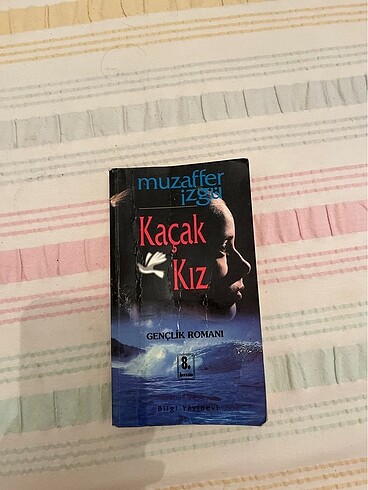 muzaffer
izgü
Kaçak
Kız
GENÇLİK ROMANI
8.
Bilgi Yayınevi